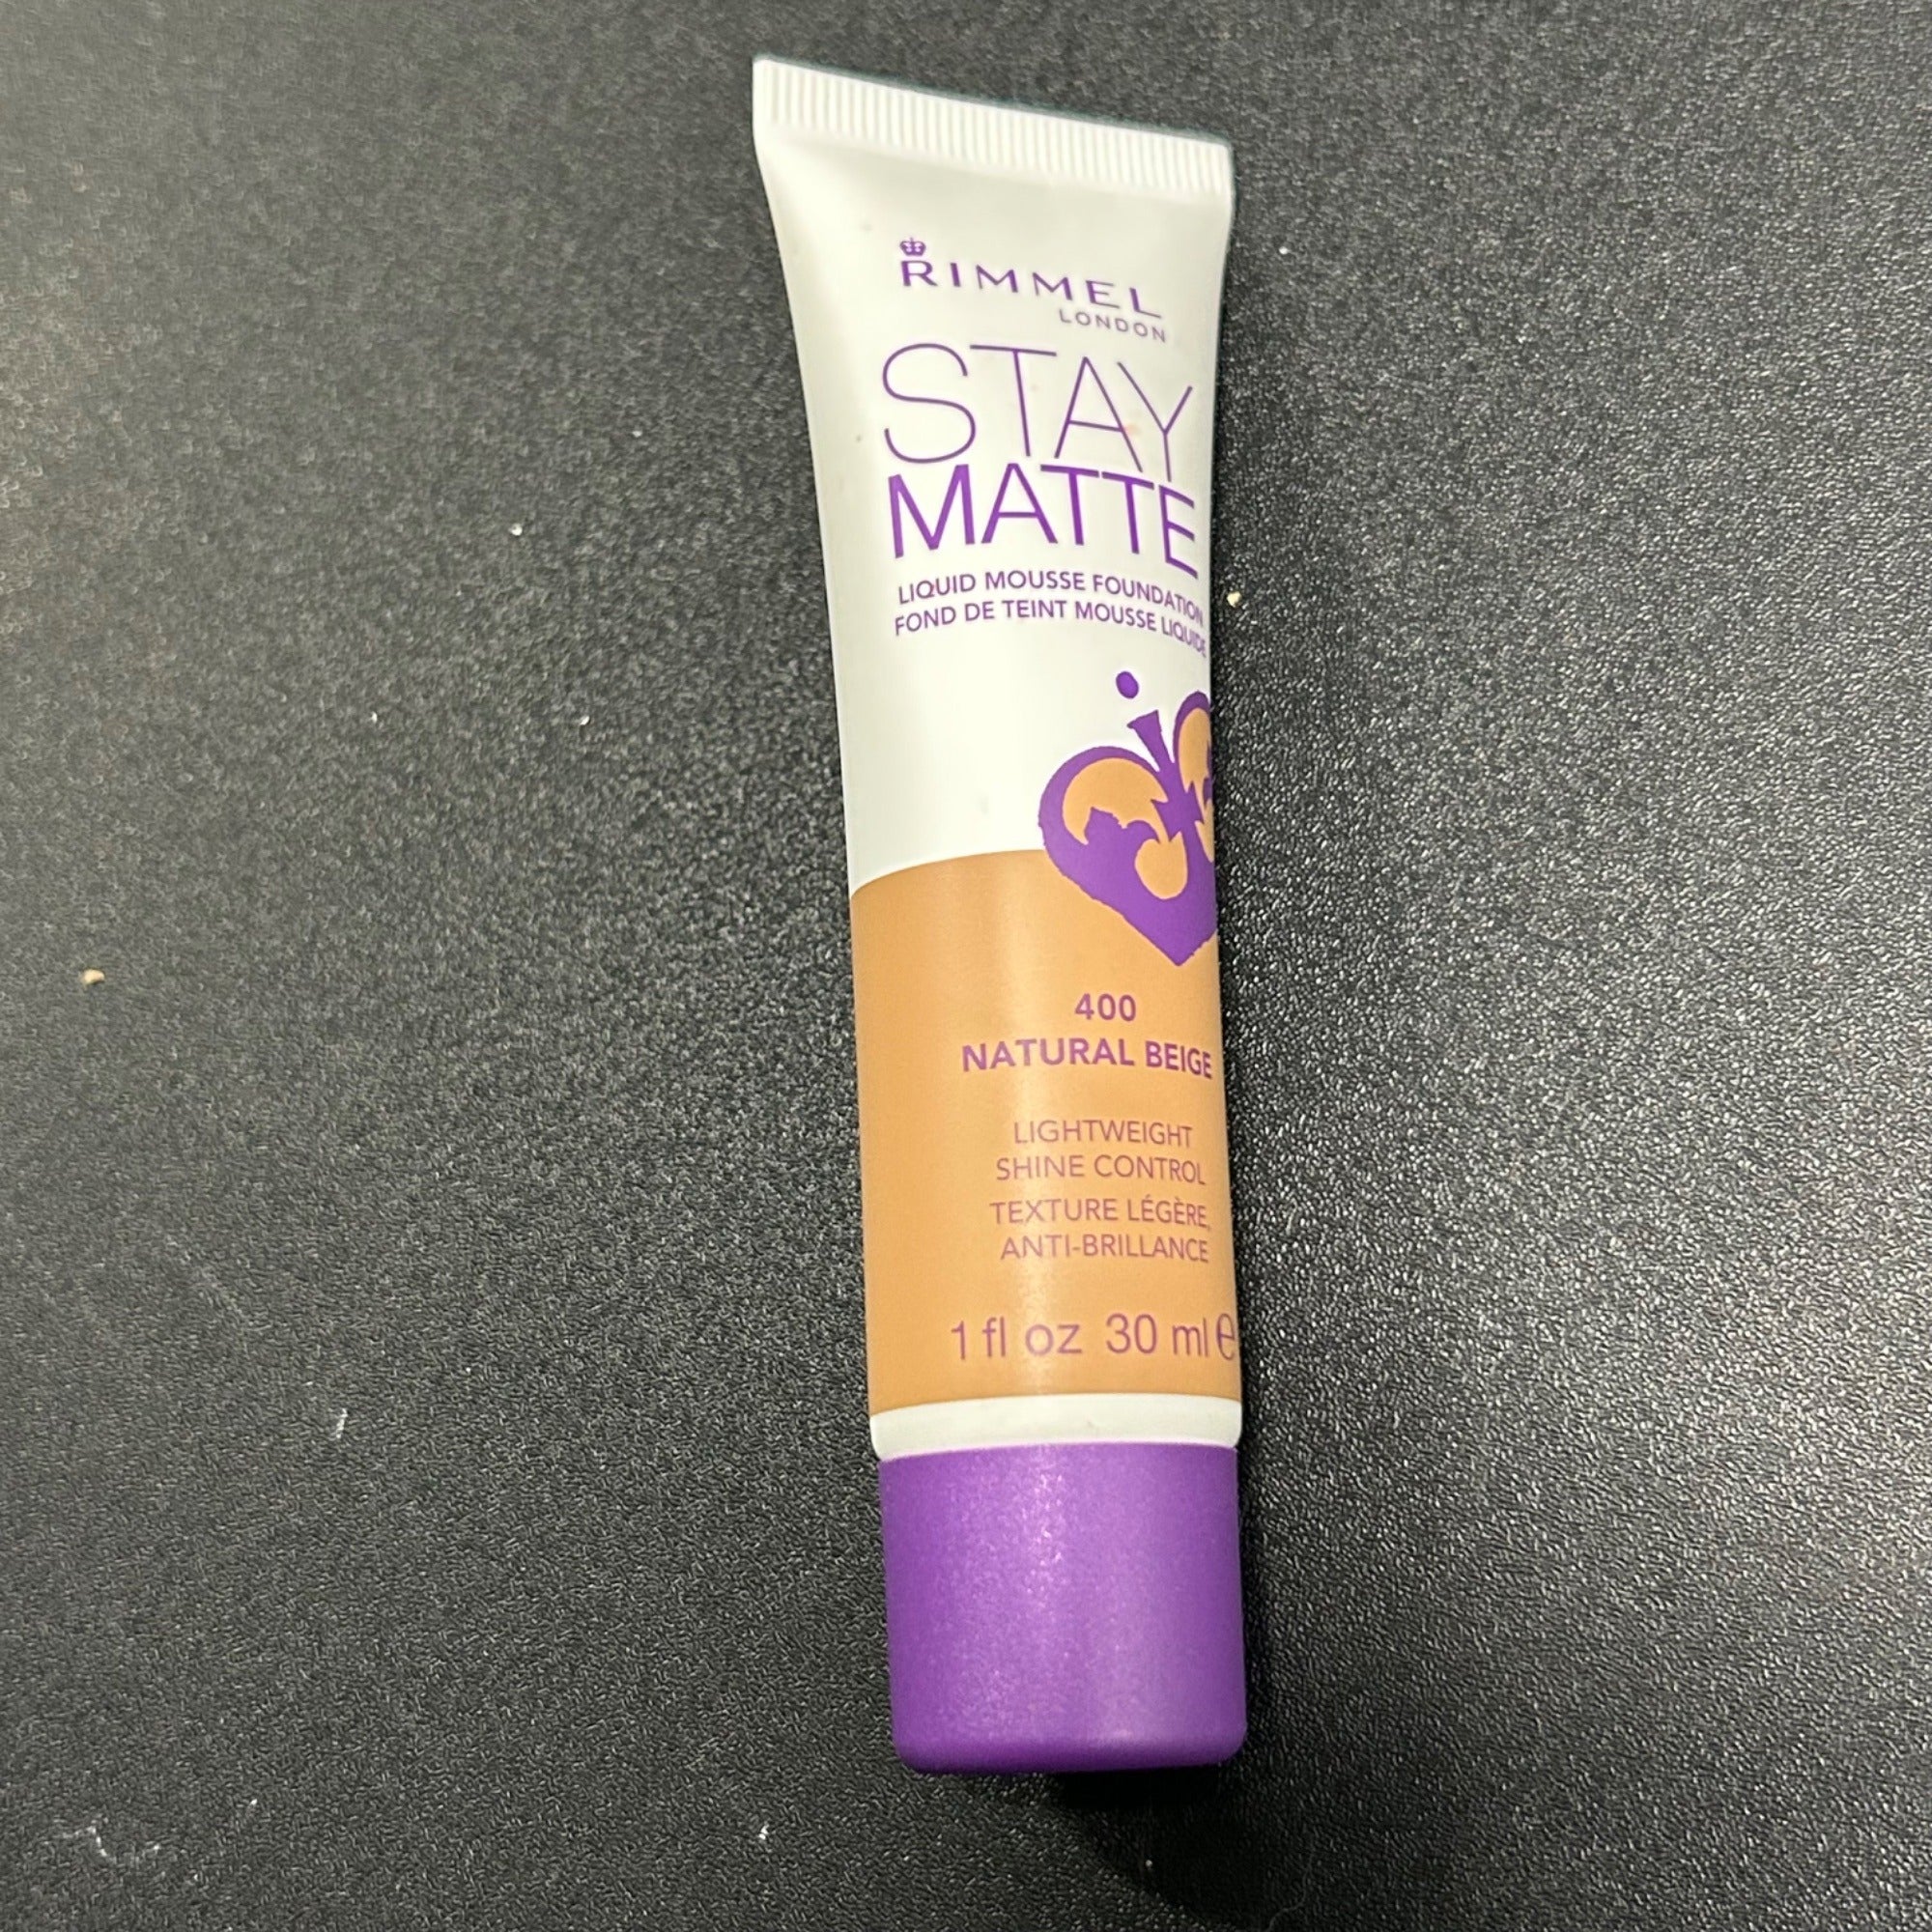 RIMMEL
LONDON
STAY
MATTE
LIQUID MOUSSE FOUNDATION
FOND DE TEINT MOUSSE LIQUIDE
400
NATURAL BEIGE
LIGHTWEIGHT
SHINE CONTROL
TEXTURE LÉGÈRE,
ANTI-BRILLANCE
1 fl oz 30 ml e